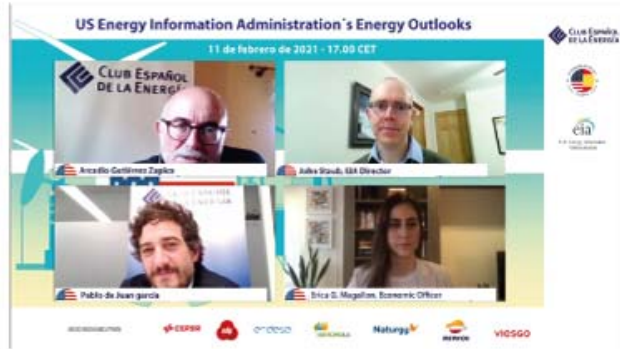 US Energy Information Administration´s Energy Outlooks
11 de febrero de 2021 - 17.00 CET
CLUB ESPAÑOL
DE LA ENERGÍA
CLUB ESPAÑOL
DE LA ENERGÍA
eia
Arcadio Gutiérrez Zapico
John Staub, EIA Director
Pablo de Juan garcía
Erica G. Magallon, Economic Officer
CEPSA
endesa
IBERDROLA
Naturgy
REPSOL
VIESGO